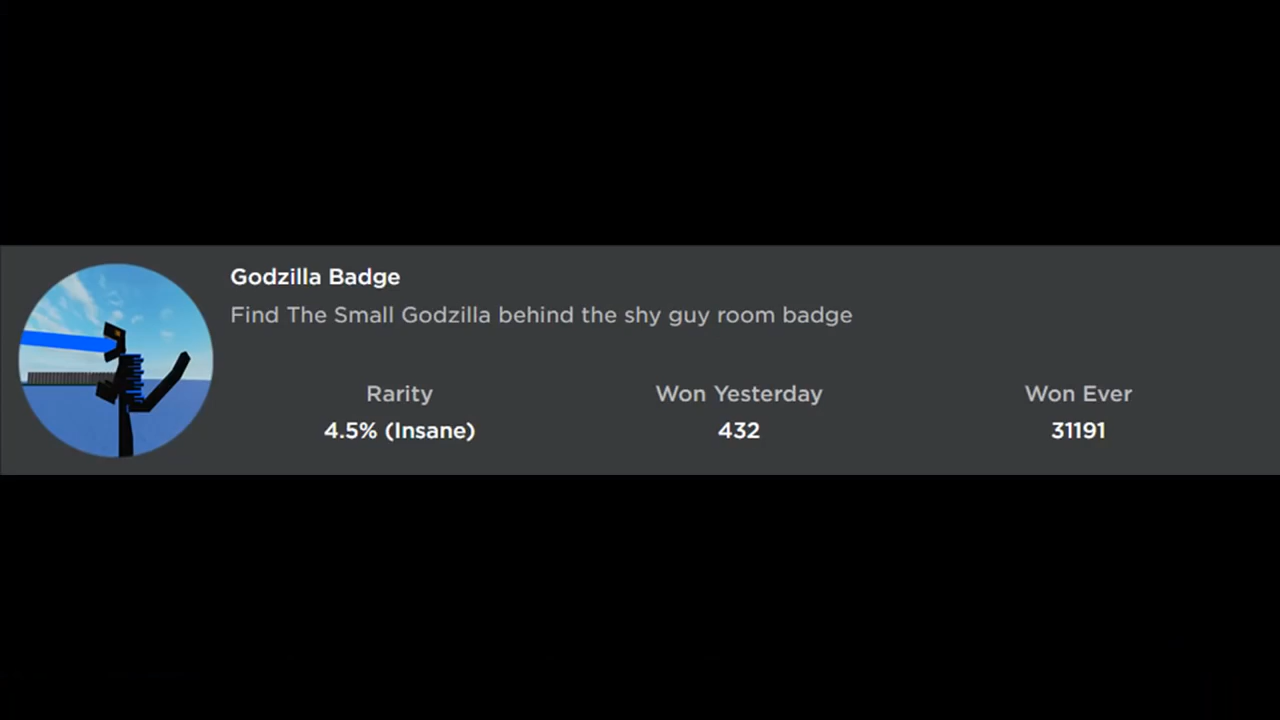 Godzilla Badge
Find The Small Godzilla behind the shy guy room badge
Rarity
Won Yesterday
Won Ever
4.5% (Insane)
432
31191